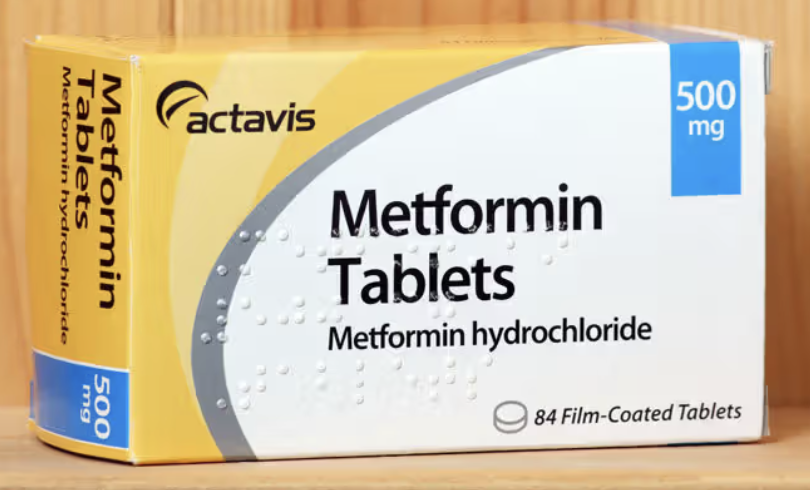 Metformin
Tablets
Metformin hydrochloride
500
mg
actavis
500
mg
Metformin
Tablets
Metformin hydrochloride
84 Film-Coated Tablets